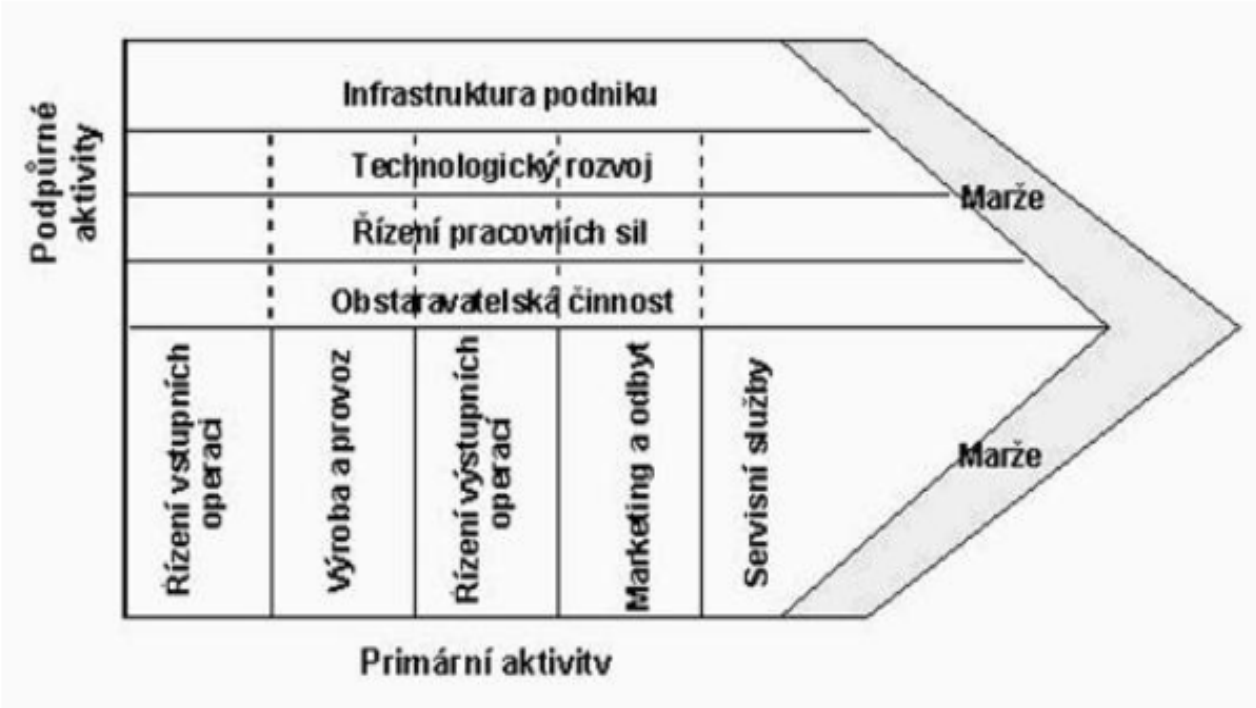 Podpůrné
aktivity
Infrastruktura podniku
Technologický rozvoj
Řízení pracovních sil
Obstaravatelská činnost
Marže
Marže
Řízení vstupních
operací
Výroba a provoz
Řízení výstupních
operací
Marketing a odbyt
Servisní služby
Primární aktivity